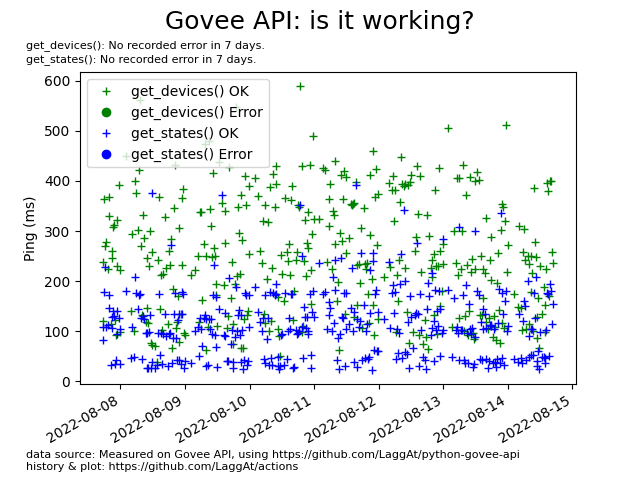 Govee API: is it working?
get_devices(): No recorded error in 7 days.
get_states(): No recorded error in 7 days.
get_devices() OK
get_devices() Error
get_states() OK
get_states() Error
Ping (ms)
600
500
400
300
200
100
0
2022-08-08
2022-08-09
2022-08-10
2022-08-11
2022-08-12
2022-08-13
2022-08-14
2022-08-15
data source: Measured on Govee API, using https://github.com/LaggAt/python-govee-api
history & plot: https://github.com/LaggAt/actions